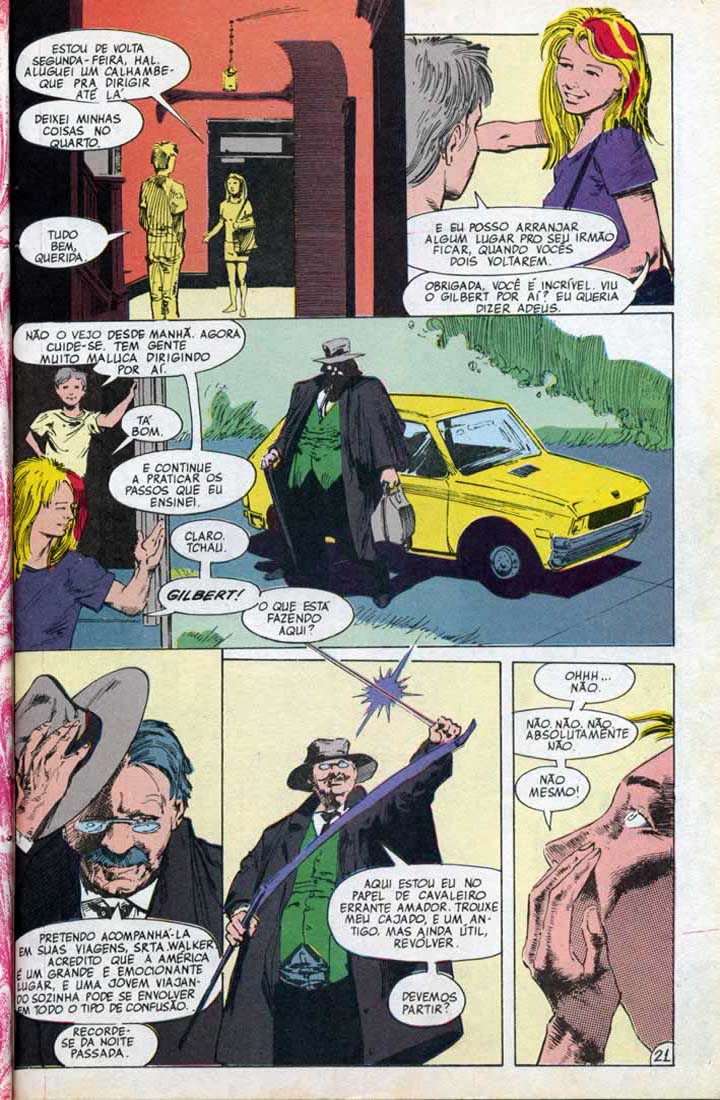 ESTOU DE VOLTA
SEGUNDA-FEIRA, HAL.
ALUGUEI UM CALHAMBE-
QUE PRA DIRIGIR
ATÉ LÁ.
DEIXEI MINHAS
COISAS NO
QUARTO.
TUDO
BEM,
QUERIDA.
E EU POSSO ARRANJAR
ALGUM LUGAR PRO SEU IRMÃO
FICAR, QUANDO VOCÊS
DOIS VOLTAREM.
OBRIGADA, VOCÊ É INCRÍVEL. VIU
O GILBERT POR AÍ? EU QUERIA
DIZER ADEUS.
NÃO O VEJO DESDE MANHÃ. AGORA
CUIDE-SE. TEM GENTE
MUITO MALUCA DIRIGINDO
POR AÍ.
TÁ
BOM.
E CONTINUE
A PRATICAR OS
PASSOS QUE EU
ENSINEI.
CLARO.
TCHAU.
GILBERT!
O QUE ESTÁ
FAZENDO
AQUI?
PRETENDO ACOMPANHÁ-LA
EM SUAS VIAGENS, SRTA. WALKER
ACREDITO QUE A AMÉRICA
É UM GRANDE E EMOCIONANTE
LUGAR, E UMA JOVEM VIAJAN-
DO SOZINHA PODE SE ENVOLVER
EM TODO O TIPO DE CONFUSÃO...
RECORDE-
SE DA NOITE
PASSADA.
AQUI ESTOU EU NO
PAPEL DE CAVALEIRO
ERRANTE AMADOR. TROUXE
MEU CAJADO, E UM AN-
TIGO, MAS AINDA ÚTIL,
REVÓLVER.
DEVEMOS
PARTIR?
OHHH...
NÃO.
NÃO. NÃO. NÃO.
ABSOLUTAMENTE
NÃO.
NÃO
MESMO!
21